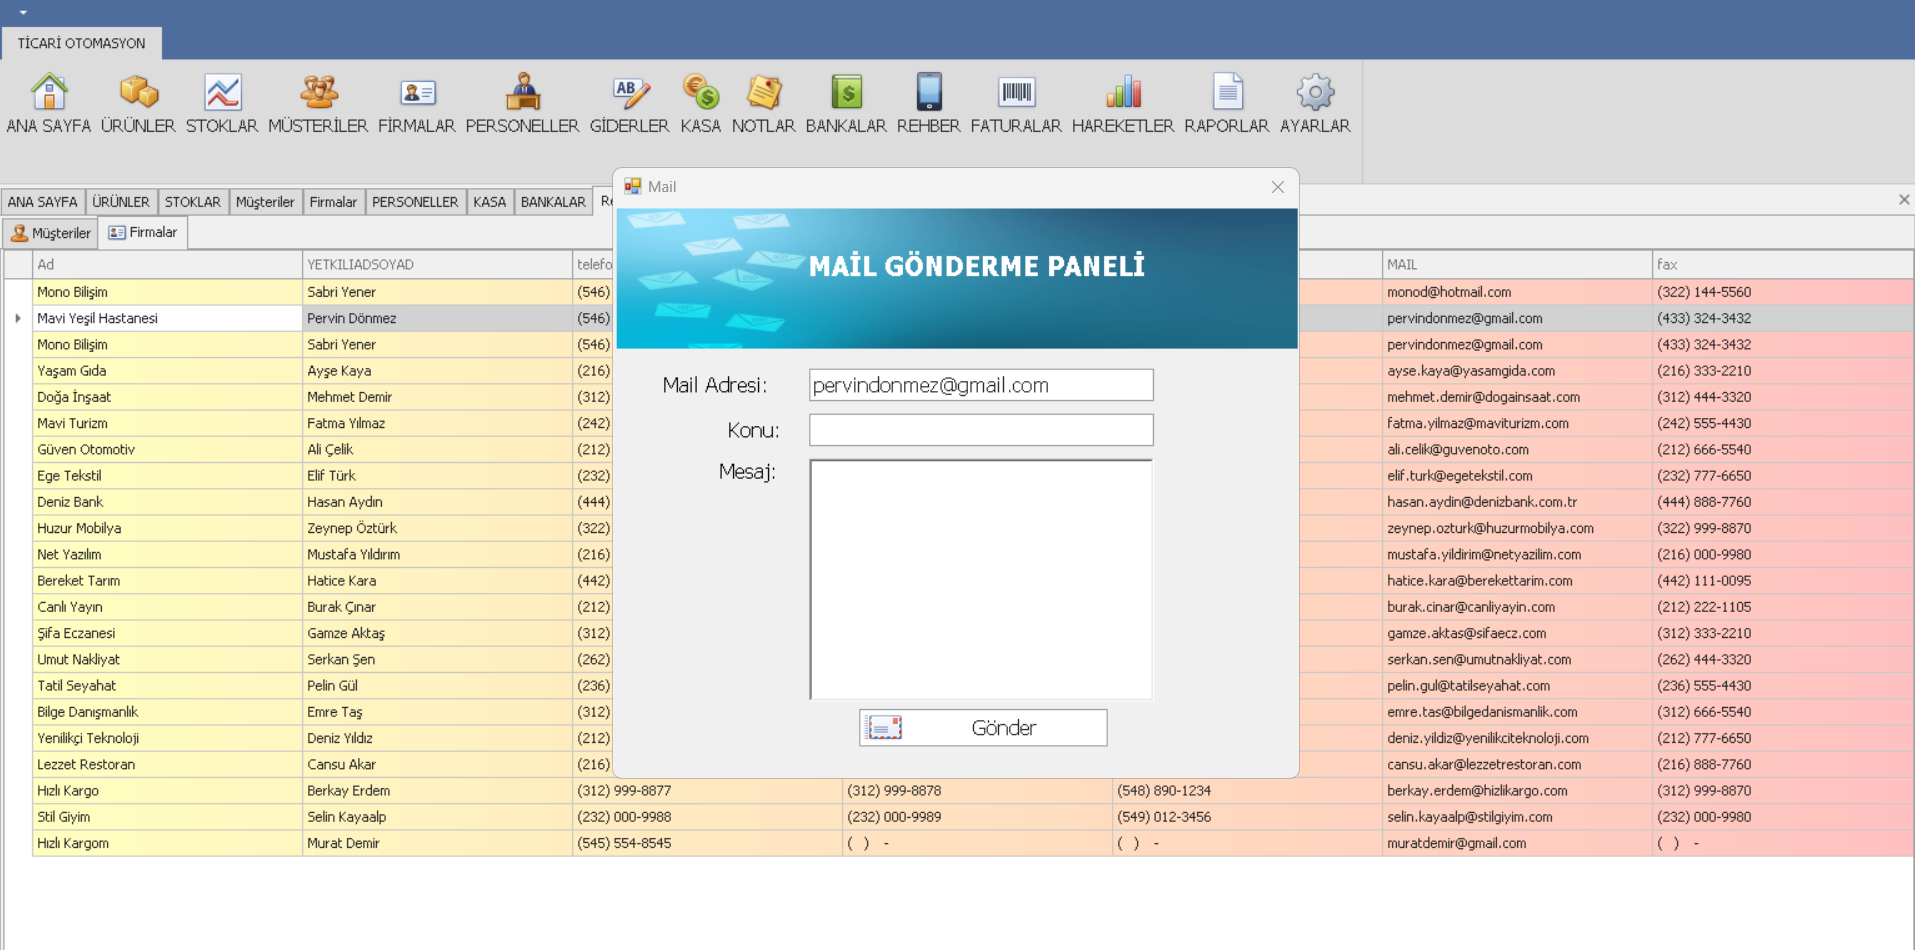 TİCARİ OTOMASYON
ANA SAYFA ÜRÜNLER STOKLAR MÜSTERİLER FİRMALAR PERSONELLER GİDERLER KASA NOTLAR BANKALAR REHBER FATURALAR HAREKETLER RAPORLAR AYARLAR
ANA SAYFA ÜRÜNLER STOKLAR Müşteriler Firmalar PERSONELLER KASA BANKALAR
Müşteriler Firmalar
Ad YETKILIADSOYAD telefo MAIL fax
Mono Bilişim Sabri Yener (546) monod@hotmail.com (322) 144-5560
Mavi Yeşil Hastanesi Pervin Dönmez (546) pervindonmez@gmail.com (433) 324-3432
Mono Bilişim Sabri Yener (546) pervindonmez@gmail.com (433) 324-3432
Yaşam Gıda Ayşe Kaya (216) ayse.kaya@yasamgida.com (216) 333-2210
Doğa İnşaat Mehmet Demir (312) mehmet.demir@dogainsaat.com (312) 444-3320
Mavi Turizm Fatma Yılmaz (242) fatma.yilmaz@maviturizm.com (242) 555-4430
Güven Otomotiv Ali Çelik (212) ali.celik@guvenoto.com (212) 666-5540
Ege Tekstil Elif Türk (232) elif.turk@egetekstil.com (232) 777-6650
Deniz Bank Hasan Aydın (444) hasan.aydin@denizbank.com.tr (444) 888-7760
Huzur Mobilya Zeynep Öztürk (322) zeynep.ozturk@huzurmobilya.com (322) 999-8870
Net Yazılım Mustafa Yıldırım (216) mustafa.yildirim@netyazilim.com (216) 000-9980
Bereket Tarım Hatice Kara (442) hatice.kara@berekettarim.com (442) 111-0095
Canlı Yayın Burak Çınar (212) burak.cinar@canliyayin.com (212) 222-1105
Şifa Eczanesi Gamze Aktaş (312) gamze.aktas@sifaecz.com (312) 333-2210
Umut Nakliyat Serkan Şen (262) serkan.sen@umutnakliyat.com (262) 444-3320
Tatil Seyahat Pelin Gül (236) pelin.gul@tatilseyahat.com (236) 555-4430
Bilge Danışmanlık Emre Taş (312) emre.tas@bilgedanismanlik.com (312) 666-5540
Yenilikçi Teknoloji Deniz Yıldız (212) deniz.yildiz@yenilikciteknoloji.com (212) 777-6650
Lezzet Restoran Cansu Akar (216) cansu.akar@lezzetrestoran.com (216) 888-7760
Hızlı Kargo Berkay Erdem (312) 999-8877 (312) 999-8878 (548) 890-1234 berkay.erdem@hizlikargo.com (312) 999-8870
Stil Giyim Selin Kayaalp (232) 000-9988 (232) 000-9989 (549) 012-3456 selin.kayaalp@stilgiyim.com (232) 000-9980
Hızlı Kargom Murat Demir (545) 554-8545 ( ) - ( ) - muratdemir@gmail.com ( ) -
Mail
MAİL GÖNDERME PANELİ
Mail Adresi: pervindonmez@gmail.com
Konu:
Mesaj:
Gönder